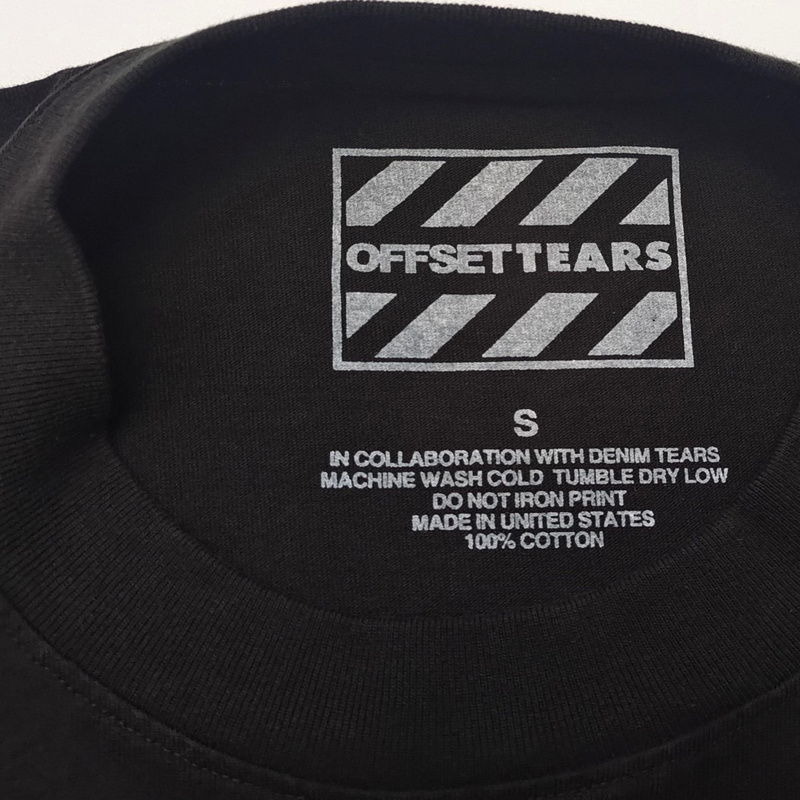 OFFSETTEARS
S
IN COLLABORATION WITH DENIM TEARS
MACHINE WASH COLD TUMBLE DRY LOW
DO NOT IRON PRINT
MADE IN UNITED STATES
100% COTTON